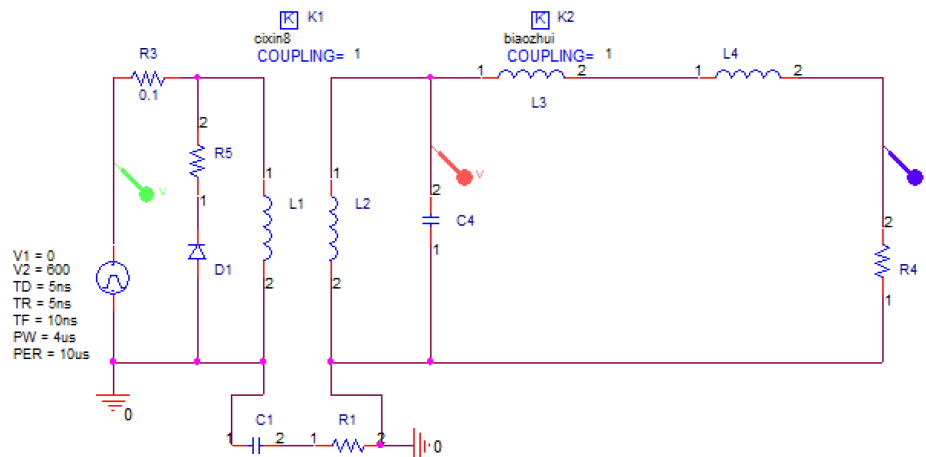 K K1
cixin8
COUPLING= 1
K K2
biaozhui
COUPLING= 1
R3
0.1
1 L3 2
1 L4 2
2
R5
1
D1
V
1
L1
2
1
L2
2
V
2
C4
1
2
R4
1
V1 = 0
V2 = 600
TD = 5ns
TR = 5ns
TF = 10ns
PW = 4us
PER = 10us
0
C1
1 2
R1
1 2
0